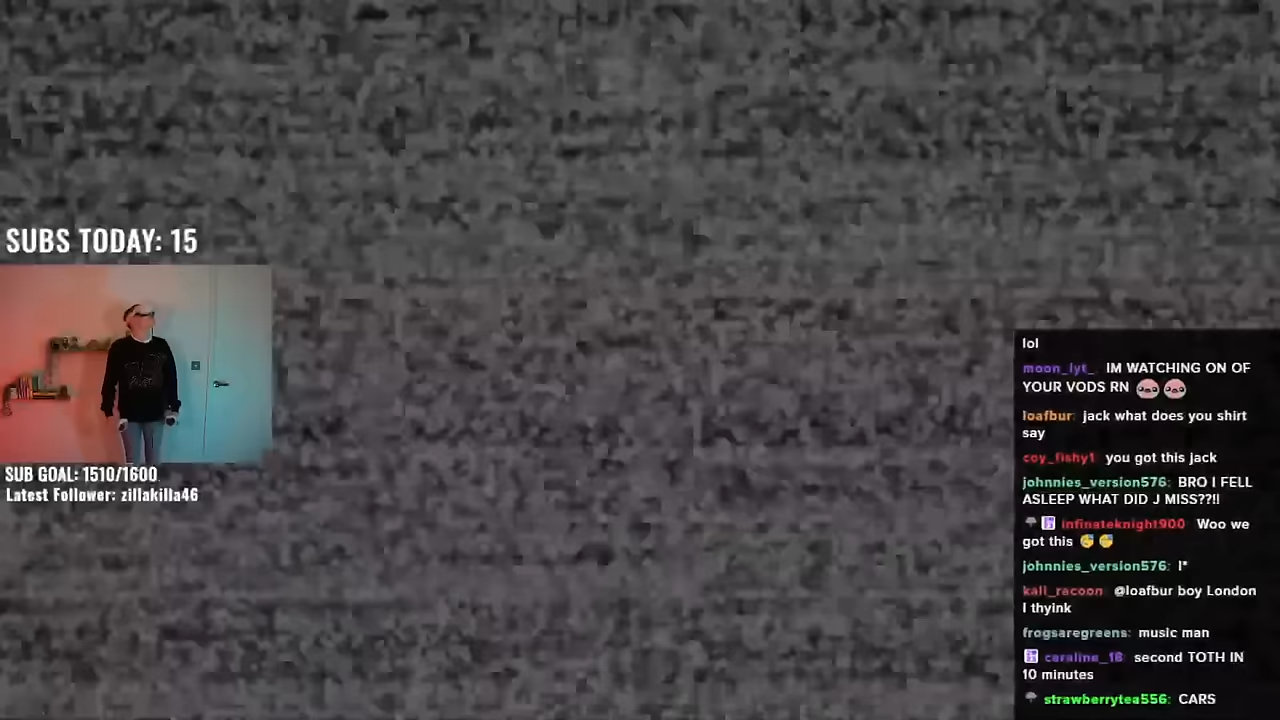 SUBS TODAY: 15
SUB GOAL: 1510/1600
Latest Follower: zillakilla46
lol
moon_lyt_: IM WATCHING ON OF
YOUR VODS RN
loafbur: jack what does you shirt
say
coy_fishy1 you got this jack
johnnies_version576: BRO I FELL
ASLEEP WHAT DID J MISS??!!
infinateknight900 Woo we
got this
johnnies_version576: I*
kall_racoon @loafbur boy London
I thyink
frogsaregreens: music man
caraline_18: second TOTH IN
10 minutes
strawberrytea556: CARS